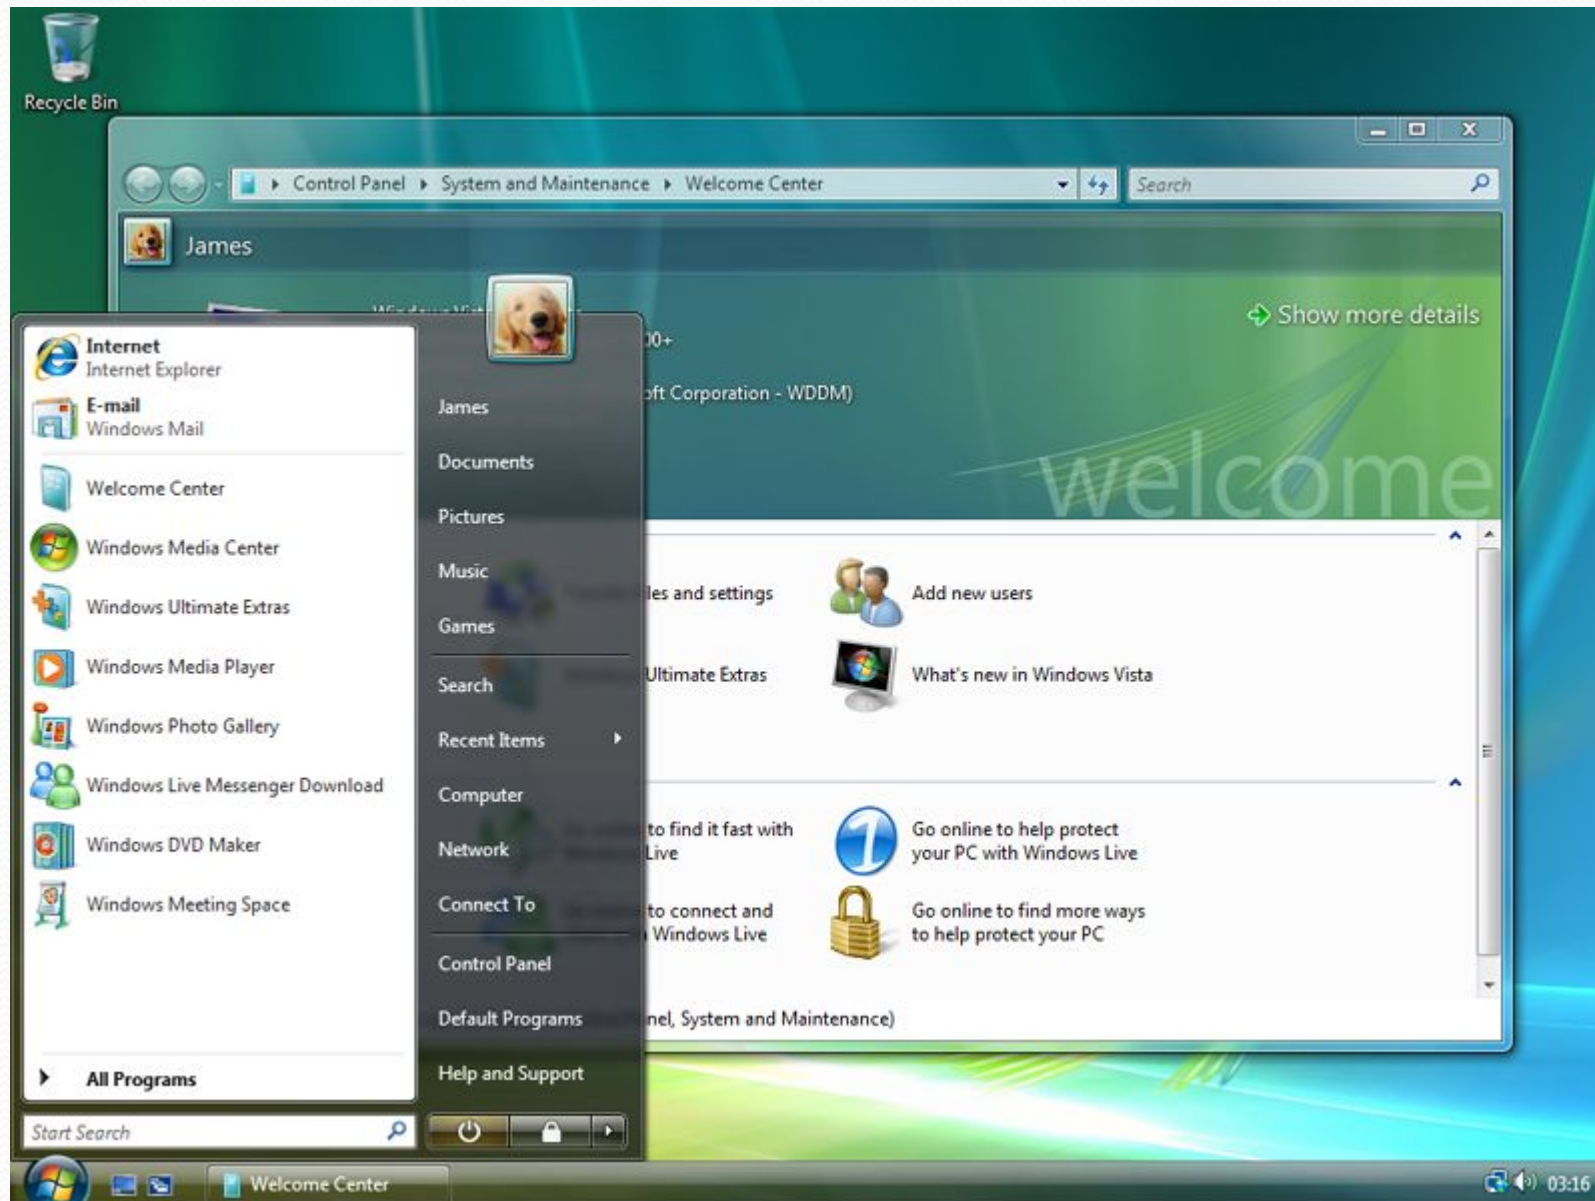 Recycle Bin
Control Panel
System and Maintenance
Welcome Center
Search
James
Show more details
00+
oft Corporation - WDDM)
welcome
les and settings
Add new users
Ultimate Extras
What's new in Windows Vista
to find it fast with
Live
Go online to help protect
your PC with Windows Live
to connect and
Windows Live
Go online to find more ways
to help protect your PC
nel, System and Maintenance)
Internet
Internet Explorer
E-mail
Windows Mail
Welcome Center
Windows Media Center
Windows Ultimate Extras
Windows Media Player
Windows Photo Gallery
Windows Live Messenger Download
Windows DVD Maker
Windows Meeting Space
All Programs
Start Search
James
Documents
Pictures
Music
Games
Search
Recent Items
Computer
Network
Connect To
Control Panel
Default Programs
Help and Support
Welcome Center
03:16